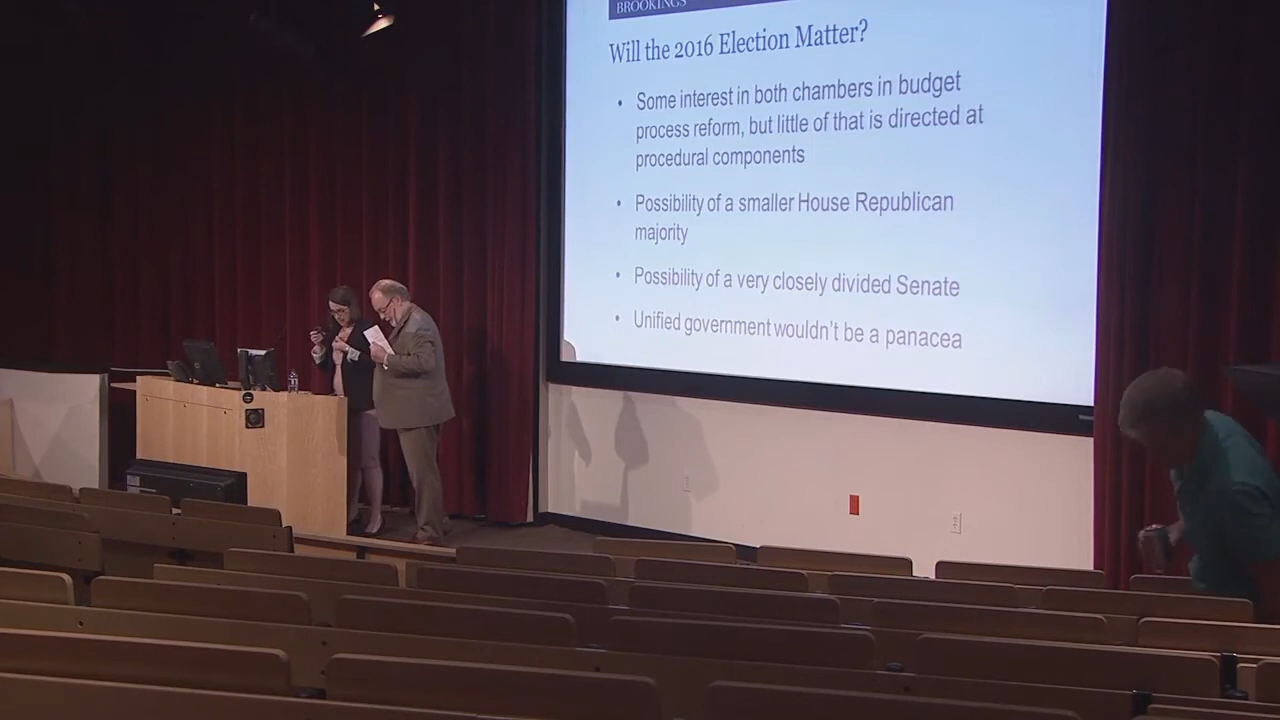 BROOKINGS
Will the 2016 Election Matter?
• Some interest in both chambers in budget
process reform, but little of that is directed at
procedural components
• Possibility of a smaller House Republican
majority
• Possibility of a very closely divided Senate
• Unified government wouldn't be a panacea